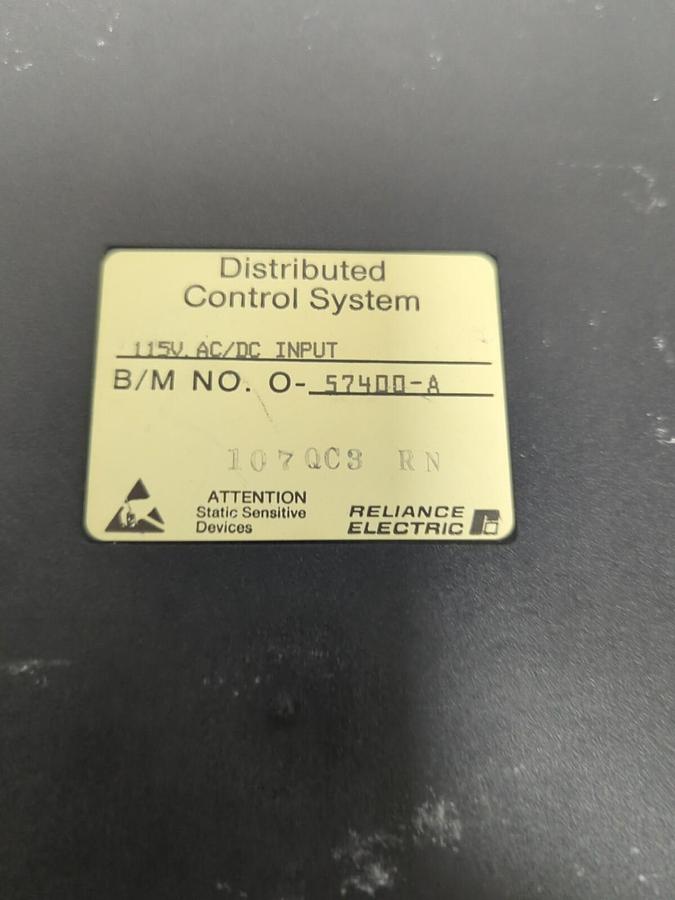 Distributed
Control System
115V. AC/DC INPUT
B/M NO. O-57400-A
107QC3 RN
ATTENTION
Static Sensitive
Devices
RELIANCE
ELECTRIC